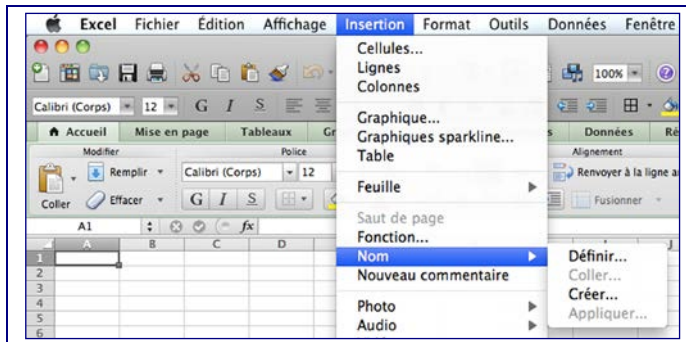 Excel Fichier Édition Affichage Insertion Format Outils Données Fenêtre
Cellules...
Lignes
Colonnes
Graphique...
Graphiques sparkline...
Table
Feuille
Saut de page
Fonction...
Nom
Nouveau commentaire
Photo
Audio
Définir...
Coller...
Créer...
Appliquer...
100%
Calibri (Corps) 12 G I S
Accueil Mise en page Tableaux Gr Données Ré
Modifier Police Alignement
Remplir Calibri (Corps) 12 Renvoyer à la ligne au
Coller Effacer G I S Fusionner
A1 fx
A B C D J
1
2
3
4
5
6